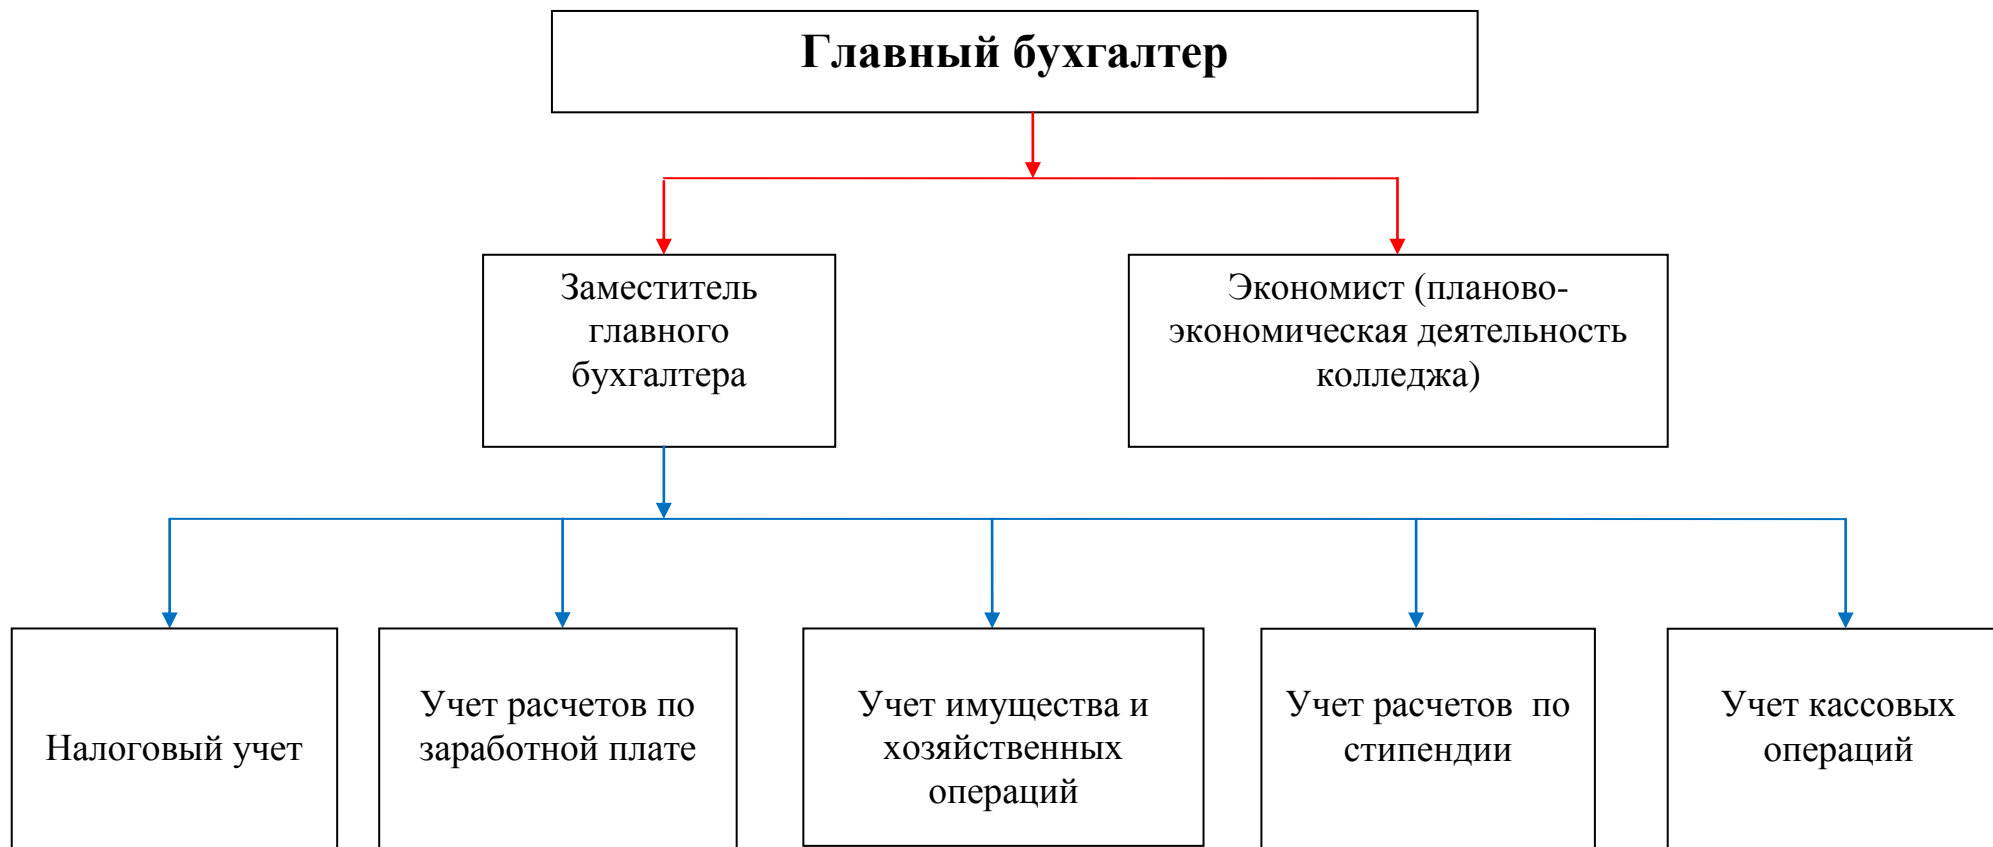 Главный бухгалтер
Заместитель
главного
бухгалтера
Экономист (планово-
экономическая деятельность
колледжа)
Налоговый учет
Учет расчетов по
заработной плате
Учет имущества и
хозяйственных
операций
Учет расчетов  по
стипендии
Учет кассовых
операций